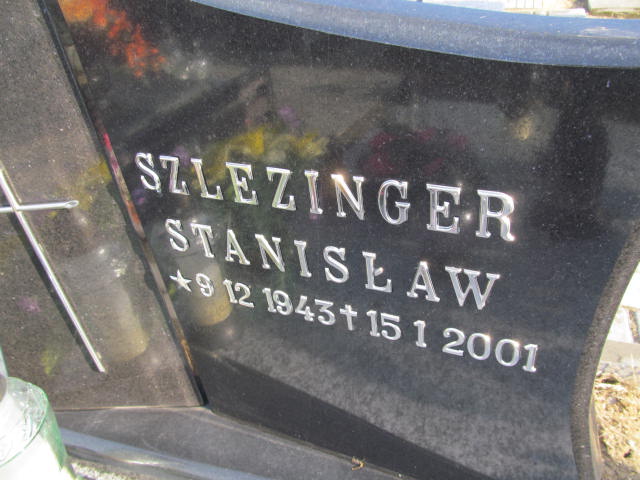 SZLEZINGER
STANISŁAW
★9 12 1943 † 15 1 2001